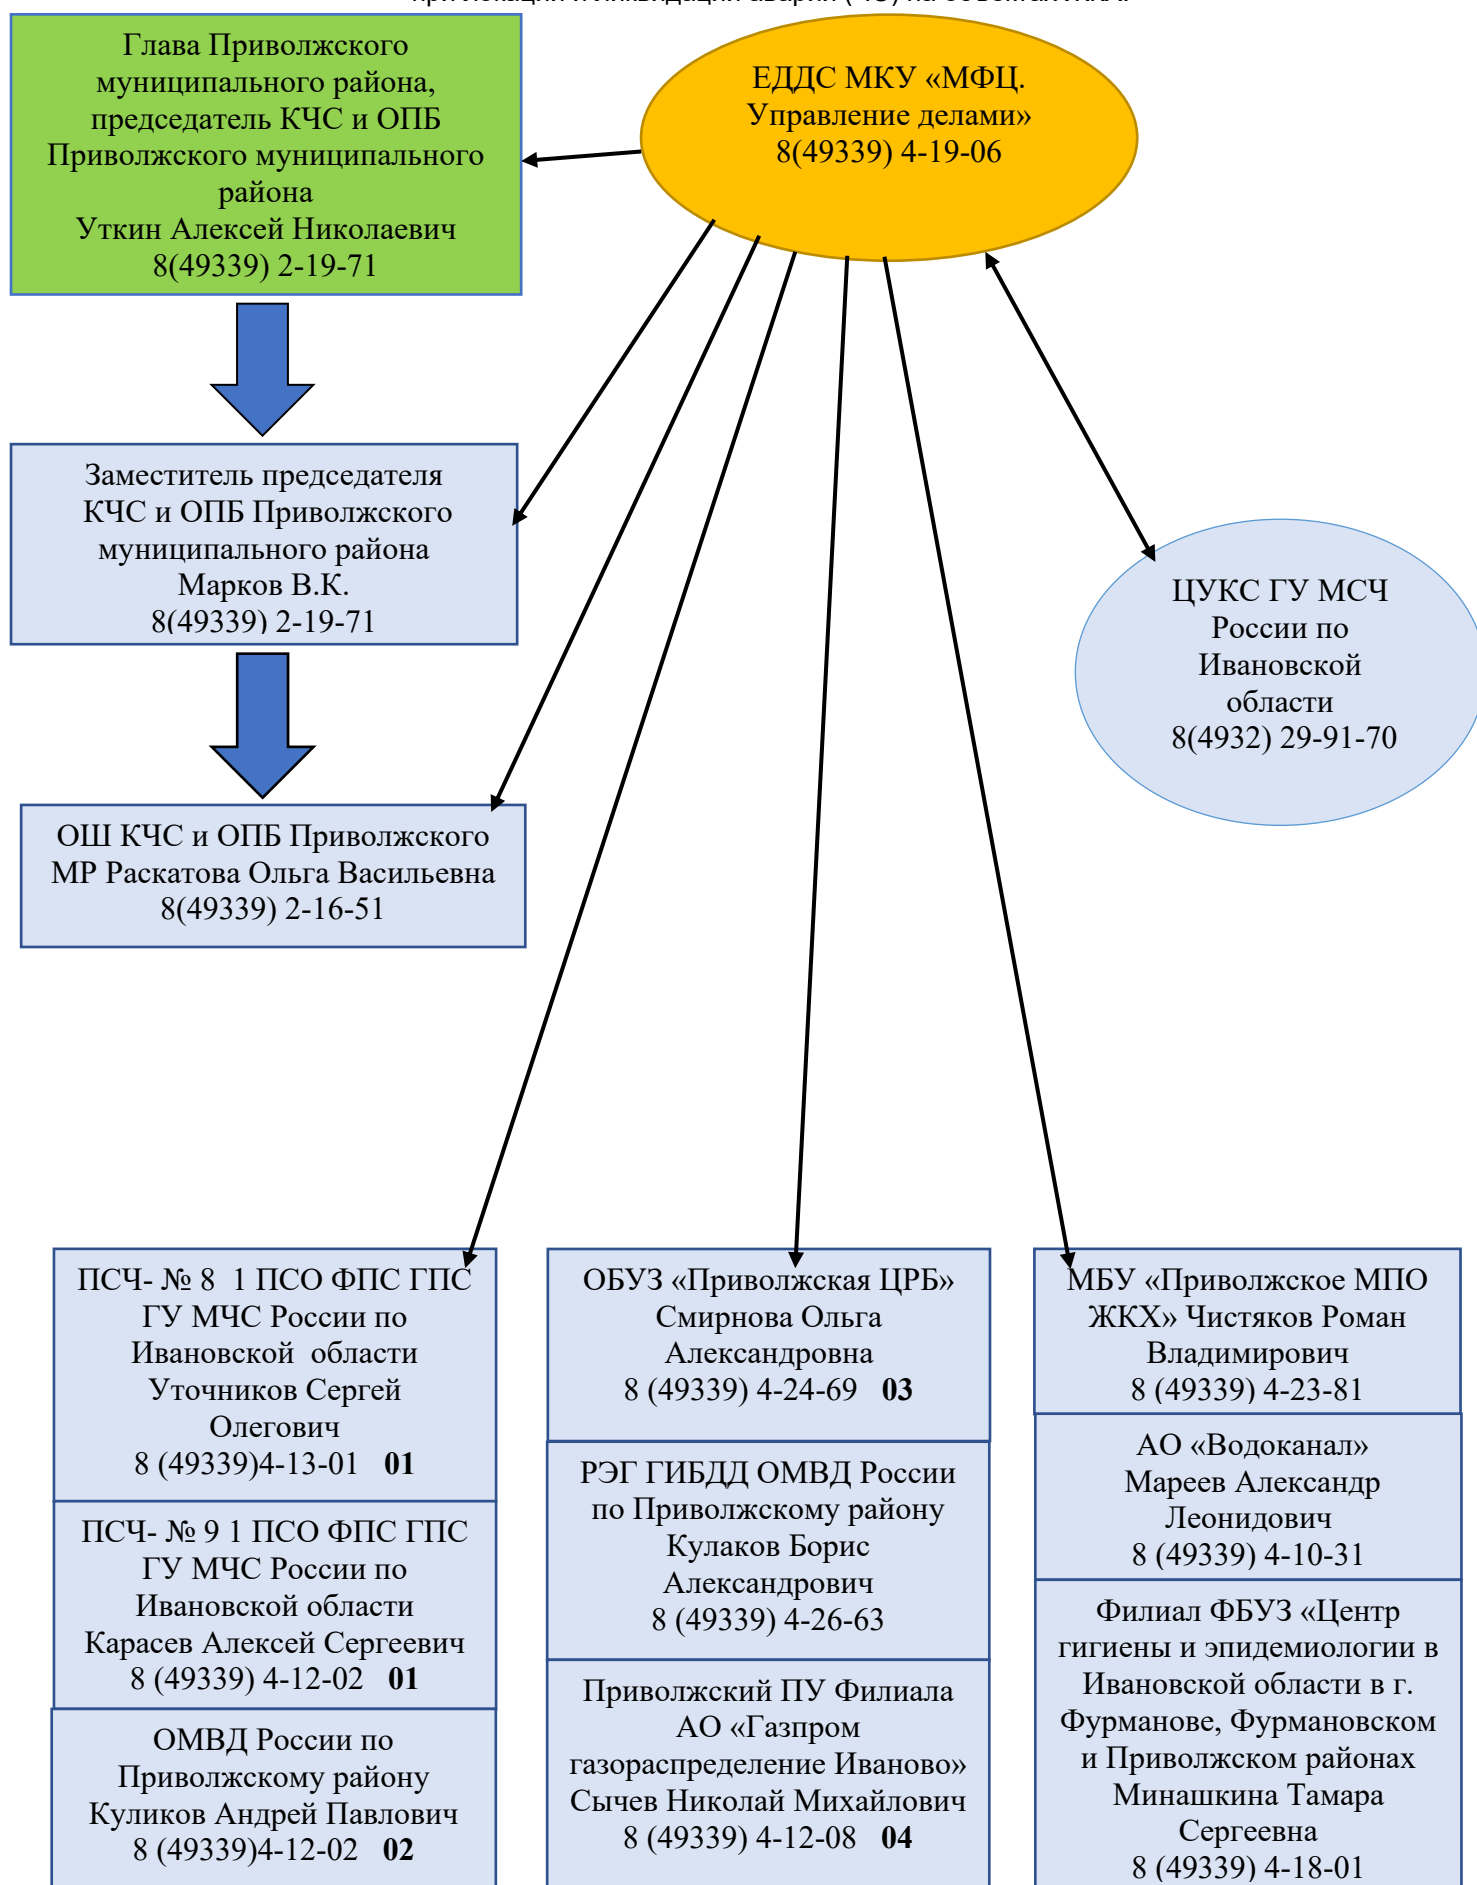 Глава Приволжского
муниципального района,
председатель КЧС и ОПБ
Приволжского муниципального
района
Уткин Алексей Николаевич
8(49339) 2-19-71
ЕДДС МКУ «МФЦ.
Управление делами»
8(49339) 4-19-06
Заместитель председателя
КЧС и ОПБ Приволжского
муниципального района
Марков В.К.
8(49339) 2-19-71
ЦУКС ГУ МСЧ
России по
Ивановской
области
8(4932) 29-91-70
ОШ КЧС и ОПБ Приволжского
МР Раскатова Ольга Васильевна
8(49339) 2-16-51
ПСЧ- № 8 1 ПСО ФПС ГПС
ГУ МЧС России по
Ивановской области
Уточников Сергей
Олегович
8 (49339)4-13-01 01
ПСЧ- № 9 1 ПСО ФПС ГПС
ГУ МЧС России по
Ивановской области
Карасев Алексей Сергеевич
8 (49339) 4-12-02 01
ОМВД России по
Приволжскому району
Куликов Андрей Павлович
8 (49339)4-12-02 02
ОБУЗ «Приволжская ЦРБ»
Смирнова Ольга
Александровна
8 (49339) 4-24-69 03
РЭГ ГИБДД ОМВД России
по Приволжскому району
Кулаков Борис
Александрович
8 (49339) 4-26-63
Приволжский ПУ Филиала
АО «Газпром
газораспределение Иваново»
Сычев Николай Михайлович
8 (49339) 4-12-08 04
МБУ «Приволжское МПО
ЖКХ» Чистяков Роман
Владимирович
8 (49339) 4-23-81
АО «Водоканал»
Мареев Александр
Леонидович
8 (49339) 4-10-31
Филиал ФБУЗ «Центр
гигиены и эпидемиологии в
Ивановской области в г.
Фурманове, Фурмановском
и Приволжском районах
Минашкина Тамара
Сергеевна
8 (49339) 4-18-01